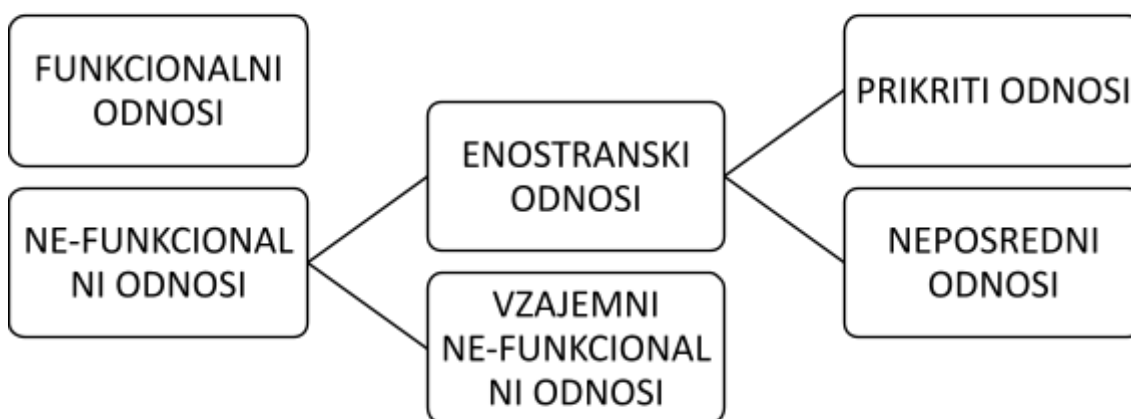 FUNKCIONALNI
ODNOSI
NE-FUNKCIONAL
NI ODNOSI
ENOSTRANSKI
ODNOSI
VZAJEMNI
NE-FUNKCIONAL
NI ODNOSI
PRIKRITI ODNOSI
NEPOSREDNI
ODNOSI